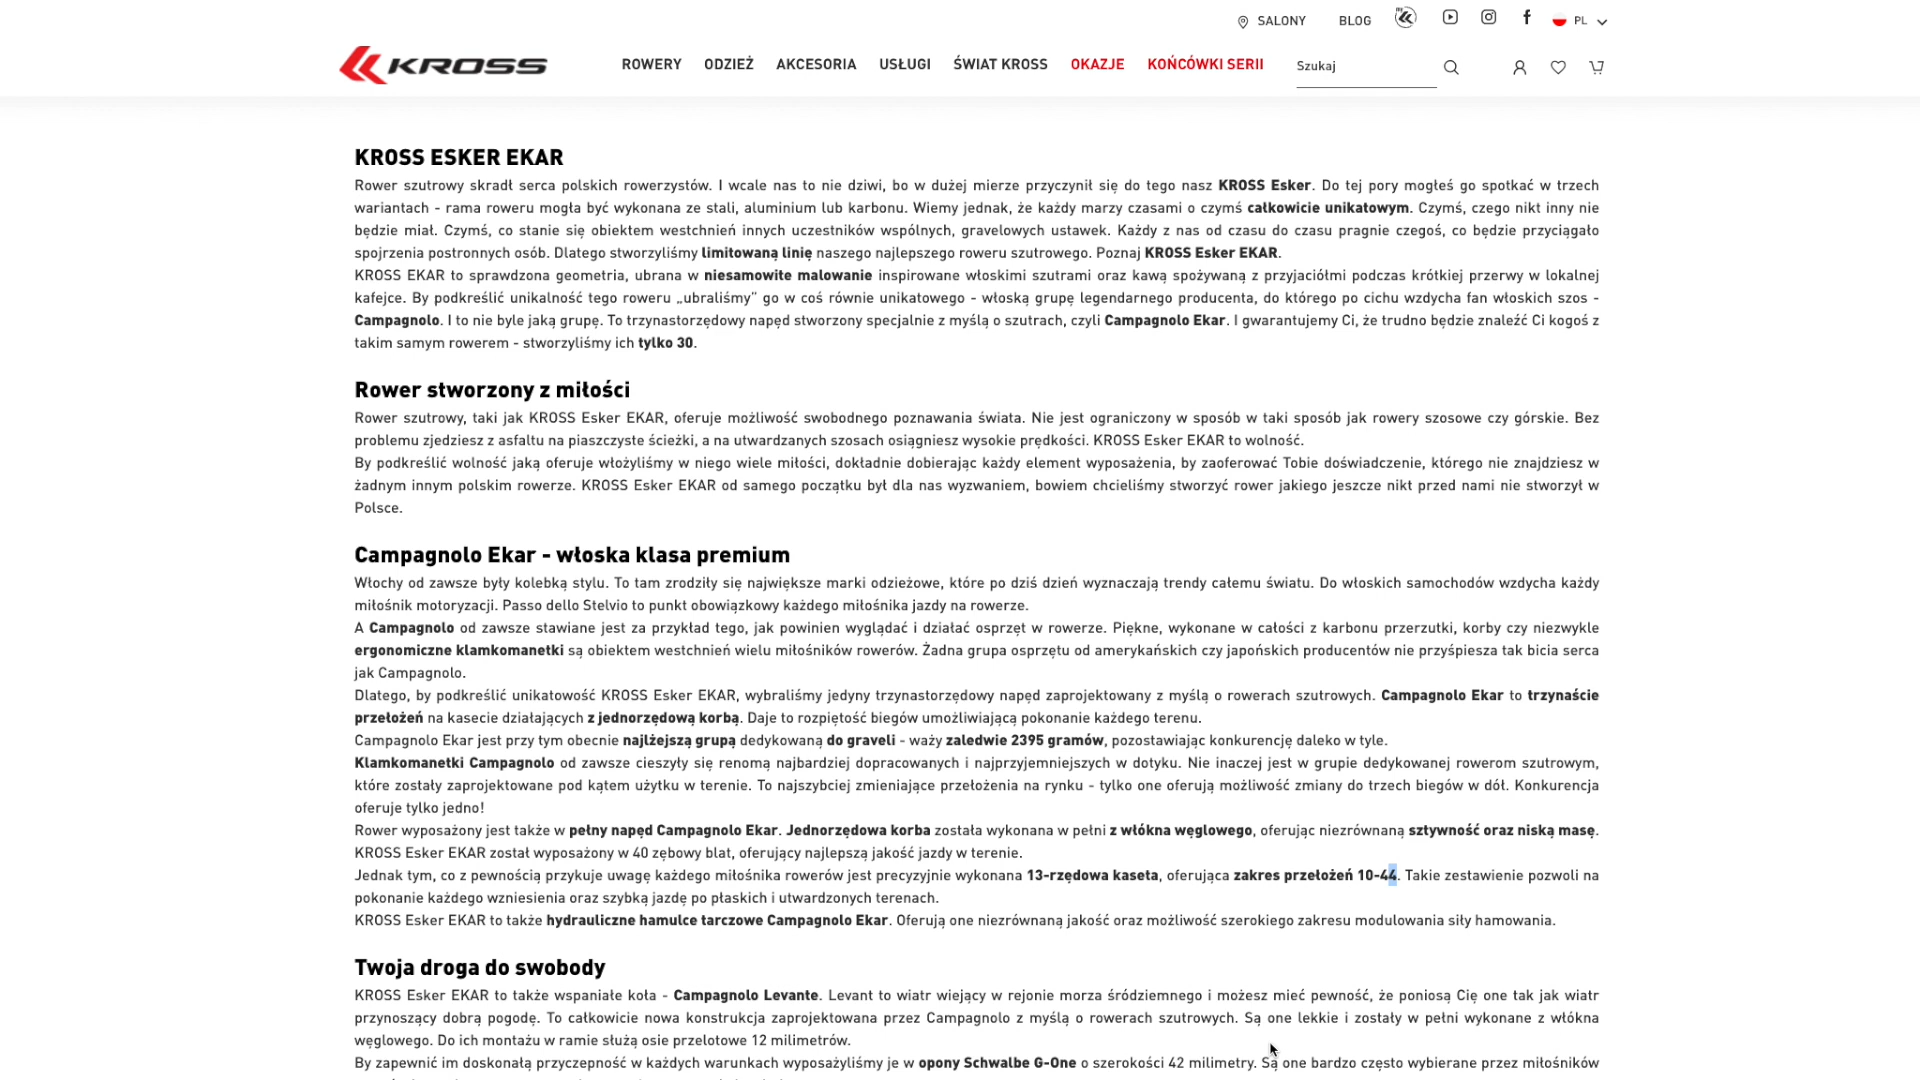 SALONY BLOG PL
KROSS ROWERY ODZIEŻ AKCESORIA USŁUGI ŚWIAT KROSS OKAZJE KOŃCÓWKI SERII Szukaj
KROSS ESKER EKAR
Rower szutrowy skradł serca polskich rowerzystów. I wcale nas to nie dziwi, bo w dużej mierze przyczynił się do tego nasz KROSS Esker. Do tej pory mogłeś go spotkać w trzech
wariantach - rama roweru mogła być wykonana ze stali, aluminium lub karbonu. Wiemy jednak, że każdy marzy czasami o czymś całkowicie unikatowym. Czymś, czego nikt inny nie
będzie miał. Czymś, co stanie się obiektem westchnień innych uczestników wspólnych, gravelowych ustawek. Każdy z nas od czasu do czasu pragnie czegoś, co będzie przyciągało
spojrzenia postronnych osób. Dlatego stworzyliśmy limitowaną linię naszego najlepszego roweru szutrowego. Poznaj KROSS Esker EKAR.
KROSS EKAR to sprawdzona geometria, ubrana w niesamowite malowanie inspirowane włoskimi szutrami oraz kawą spożywaną z przyjaciółmi podczas krótkiej przerwy w lokalnej
kafejce. By podkreślić unikalność tego roweru „ubraliśmy” go w coś równie unikatowego - włoską grupę legendarnego producenta, do którego po cichu wzdycha fan włoskich szos -
Campagnolo. I to nie byle jaką grupę. To trzynastorzędowy napęd stworzony specjalnie z myślą o szutrach, czyli Campagnolo Ekar. I gwarantujemy Ci, że trudno będzie znaleźć Ci kogoś z
takim samym rowerem - stworzyliśmy ich tylko 30.
Rower stworzony z miłości
Rower szutrowy, taki jak KROSS Esker EKAR, oferuje możliwość swobodnego poznawania świata. Nie jest ograniczony w sposób w taki sposób jak rowery szosowe czy górskie. Bez
problemu zjedziesz z asfaltu na piaszczyste ścieżki, a na utwardzanych szosach osiągniesz wysokie prędkości. KROSS Esker EKAR to wolność.
By podkreślić wolność jaką oferuje włożyliśmy w niego wiele miłości, dokładnie dobierając każdy element wyposażenia, by zaoferować Tobie doświadczenie, którego nie znajdziesz w
żadnym innym polskim rowerze. KROSS Esker EKAR od samego początku był dla nas wyzwaniem, bowiem chcieliśmy stworzyć rower jakiego jeszcze nikt przed nami nie stworzył w
Polsce.
Campagnolo Ekar - włoska klasa premium
Włochy od zawsze były kolebką stylu. To tam zrodziły się największe marki odzieżowe, które po dziś dzień wyznaczają trendy całemu światu. Do włoskich samochodów wzdycha każdy
miłośnik motoryzacji. Passo dello Stelvio to punkt obowiązkowy każdego miłośnika jazdy na rowerze.
A Campagnolo od zawsze stawiane jest za przykład tego, jak powinien wyglądać i działać osprzęt w rowerze. Piękne, wykonane w całości z karbonu przerzutki, korby czy niezwykle
ergonomiczne klamkomanetki są obiektem westchnień wielu miłośników rowerów. Żadna grupa osprzętu od amerykańskich czy japońskich producentów nie przyśpiesza tak bicia serca
jak Campagnolo.
Dlatego, by podkreślić unikatowość KROSS Esker EKAR, wybraliśmy jedyny trzynastorzędowy napęd zaprojektowany z myślą o rowerach szutrowych. Campagnolo Ekar to trzynaście
przełożeń na kasecie działających z jednorzędową korbą. Daje to rozpiętość biegów umożliwiającą pokonanie każdego terenu.
Campagnolo Ekar jest przy tym obecnie najlżejszą grupą dedykowaną do graveli - waży zaledwie 2395 gramów, pozostawiając konkurencję daleko w tyle.
Klamkomanetki Campagnolo od zawsze cieszyły się renomą najbardziej dopracowanych i najprzyjemniejszych w dotyku. Nie inaczej jest w grupie dedykowanej rowerom szutrowym,
które zostały zaprojektowane pod kątem użytku w terenie. To najszybciej zmieniające przełożenia na rynku - tylko one oferują możliwość zmiany do trzech biegów w dół. Konkurencja
oferuje tylko jedno!
Rower wyposażony jest także w pełny napęd Campagnolo Ekar. Jednorzędowa korba została wykonana w pełni z włókna węglowego, oferując niezrównaną sztywność oraz niską masę.
KROSS Esker EKAR został wyposażony w 40 zębowy blat, oferujący najlepszą jakość jazdy w terenie.
Jednak tym, co z pewnością przykuje uwagę każdego miłośnika rowerów jest precyzyjnie wykonana 13-rzędowa kaseta, oferująca zakres przełożeń 10-44. Takie zestawienie pozwoli na
pokonanie każdego wzniesienia oraz szybką jazdę po płaskich i utwardzonych terenach.
KROSS Esker EKAR to także hydrauliczne hamulce tarczowe Campagnolo Ekar. Oferują one niezrównaną jakość oraz możliwość szerokiego zakresu modulowania siły hamowania.
Twoja droga do swobody
KROSS Esker EKAR to także wspaniałe koła - Campagnolo Levante. Levant to wiatr wiejący w rejonie morza śródziemnego i możesz mieć pewność, że poniosą Cię one tak jak wiatr
przynoszący dobrą pogodę. To całkowicie nowa konstrukcja zaprojektowana przez Campagnolo z myślą o rowerach szutrowych. Są one lekkie i zostały w pełni wykonane z włókna
węglowego. Do ich montażu w ramie służą osie przelotowe 12 milimetrów.
By zapewnić im doskonałą przyczepność w każdych warunkach wyposażyliśmy je w opony Schwalbe G-One o szerokości 42 milimetry. Są one bardzo często wybierane przez miłośników